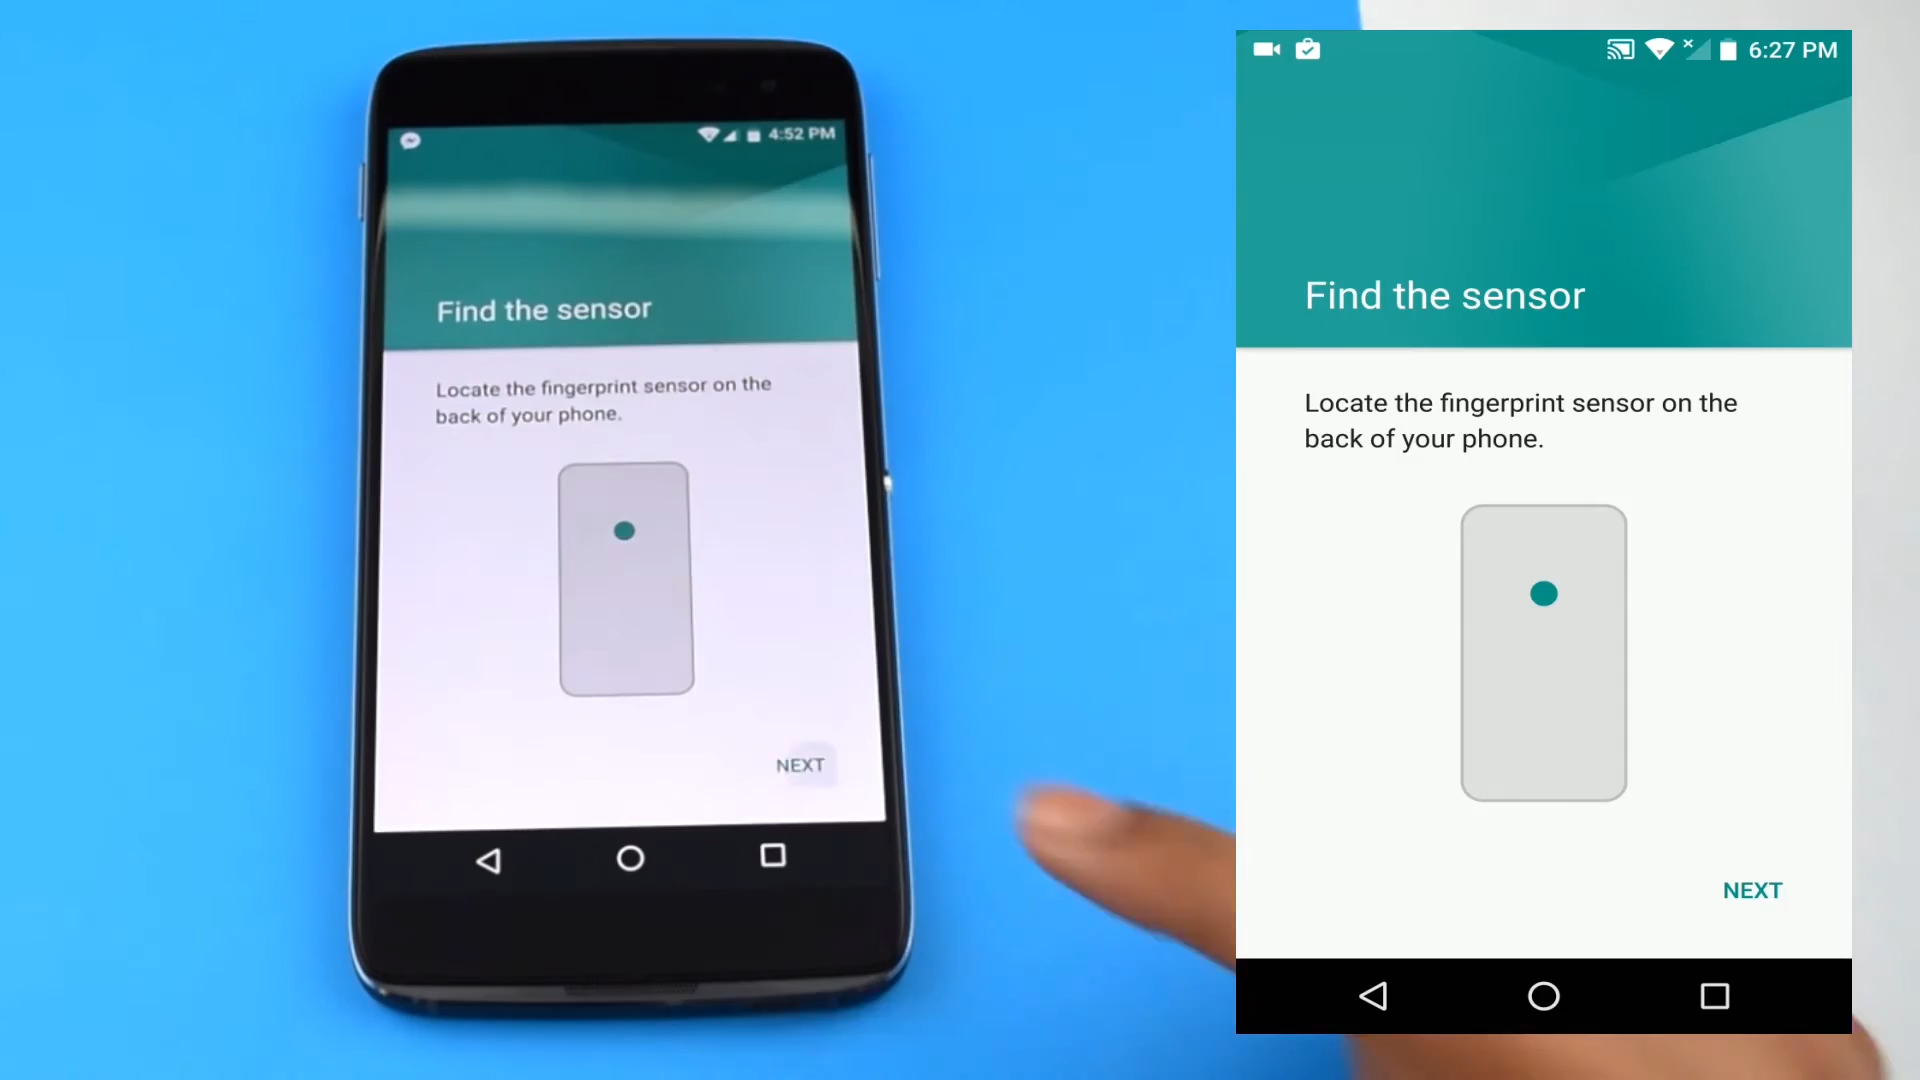 4:52 PM
Find the sensor
Locate the fingerprint sensor on the
back of your phone.
NEXT
6:27 PM
Find the sensor
Locate the fingerprint sensor on the
back of your phone.
NEXT